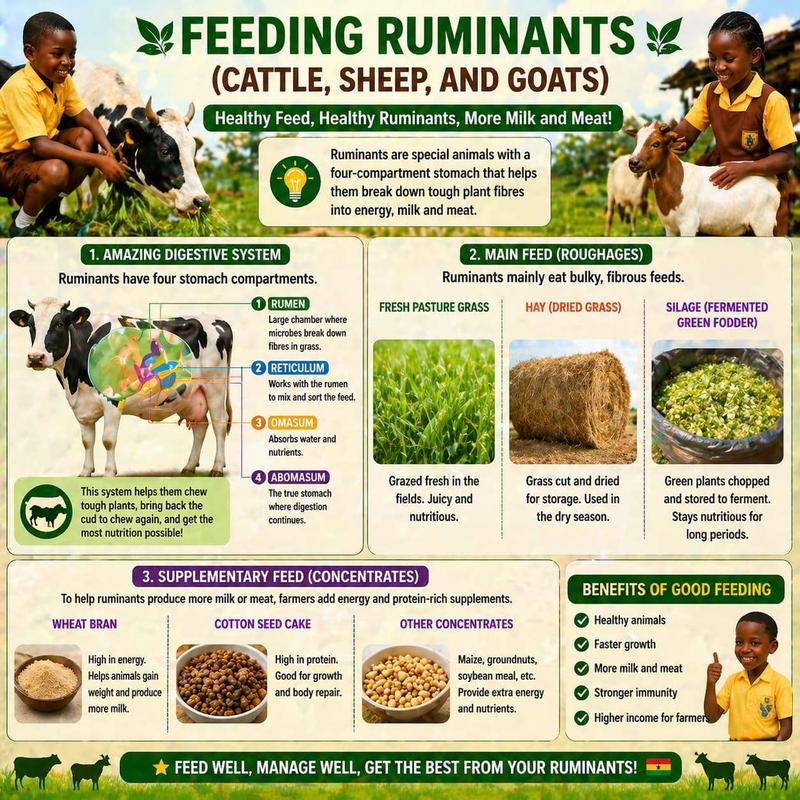 FEEDING RUMINANTS
(CATTLE, SHEEP, AND GOATS)
Healthy Feed, Healthy Ruminants, More Milk and Meat!
Ruminants are special animals with a
four-compartment stomach that helps
them break down tough plant fibres
into energy, milk and meat.
1. AMAZING DIGESTIVE SYSTEM
Ruminants have four stomach compartments.
1 RUMEN
Large chamber where
microbes break down
fibres in grass.
2 RETICULUM
Works with the rumen
to mix and sort the feed.
3 OMASUM
Absorbs water and
nutrients.
4 ABOMASUM
The true stomach
where digestion
continues.
This system helps them chew
tough plants, bring back the
cud to chew again, and get the
most nutrition possible!
2. MAIN FEED (ROUGHAGES)
Ruminants mainly eat bulky, fibrous feeds.
FRESH PASTURE GRASS
Grazed fresh in the
fields. Juicy and
nutritious.
HAY (DRIED GRASS)
Grass cut and dried
for storage. Used in
the dry season.
SILAGE (FERMENTED
GREEN FODDER)
Green plants chopped
and stored to ferment.
Stays nutritious for
long periods.
3. SUPPLEMENTARY FEED (CONCENTRATES)
To help ruminants produce more milk or meat, farmers add energy and protein-rich supplements.
WHEAT BRAN
High in energy.
Helps animals gain
weight and produce
more milk.
COTTON SEED CAKE
High in protein.
Good for growth
and body repair.
OTHER CONCENTRATES
Maize, groundnuts,
soybean meal, etc.
Provide extra energy
and nutrients.
BENEFITS OF GOOD FEEDING
Healthy animals
Faster growth
More milk and meat
Stronger immunity
Higher income for farmers
FEED WELL, MANAGE WELL, GET THE BEST FROM YOUR RUMINANTS!